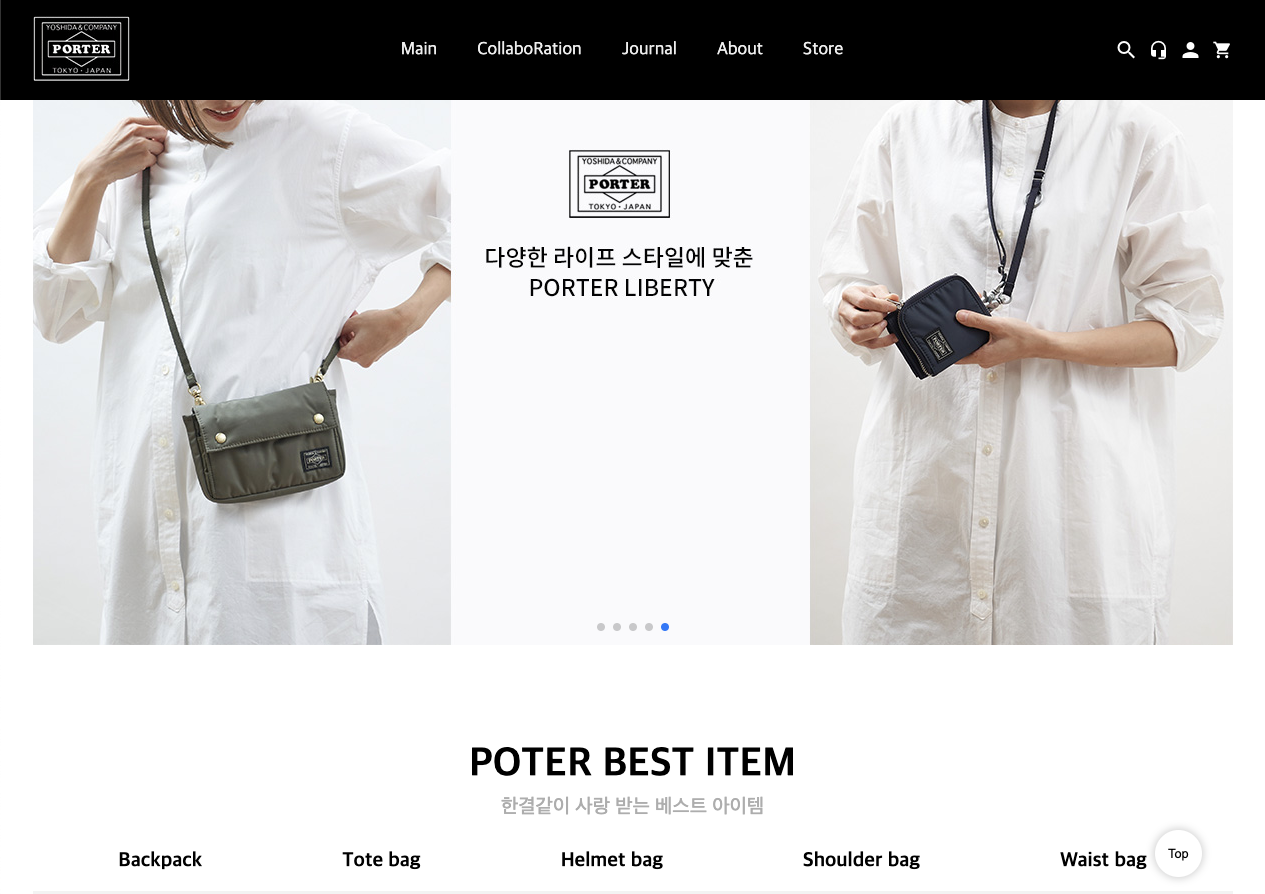 YOSHIDA & COMPANY
PORTER
TOKYO・JAPAN
Main
CollaboRation
Journal
About
Store
YOSHIDA & COMPANY
PORTER
TOKYO・JAPAN
다양한 라이프 스타일에 맞춘
PORTER LIBERTY
PORTER
PORTER
POTER BEST ITEM
한결같이 사랑 받는 베스트 아이템
Backpack
Tote bag
Helmet bag
Shoulder bag
Waist bag
Top